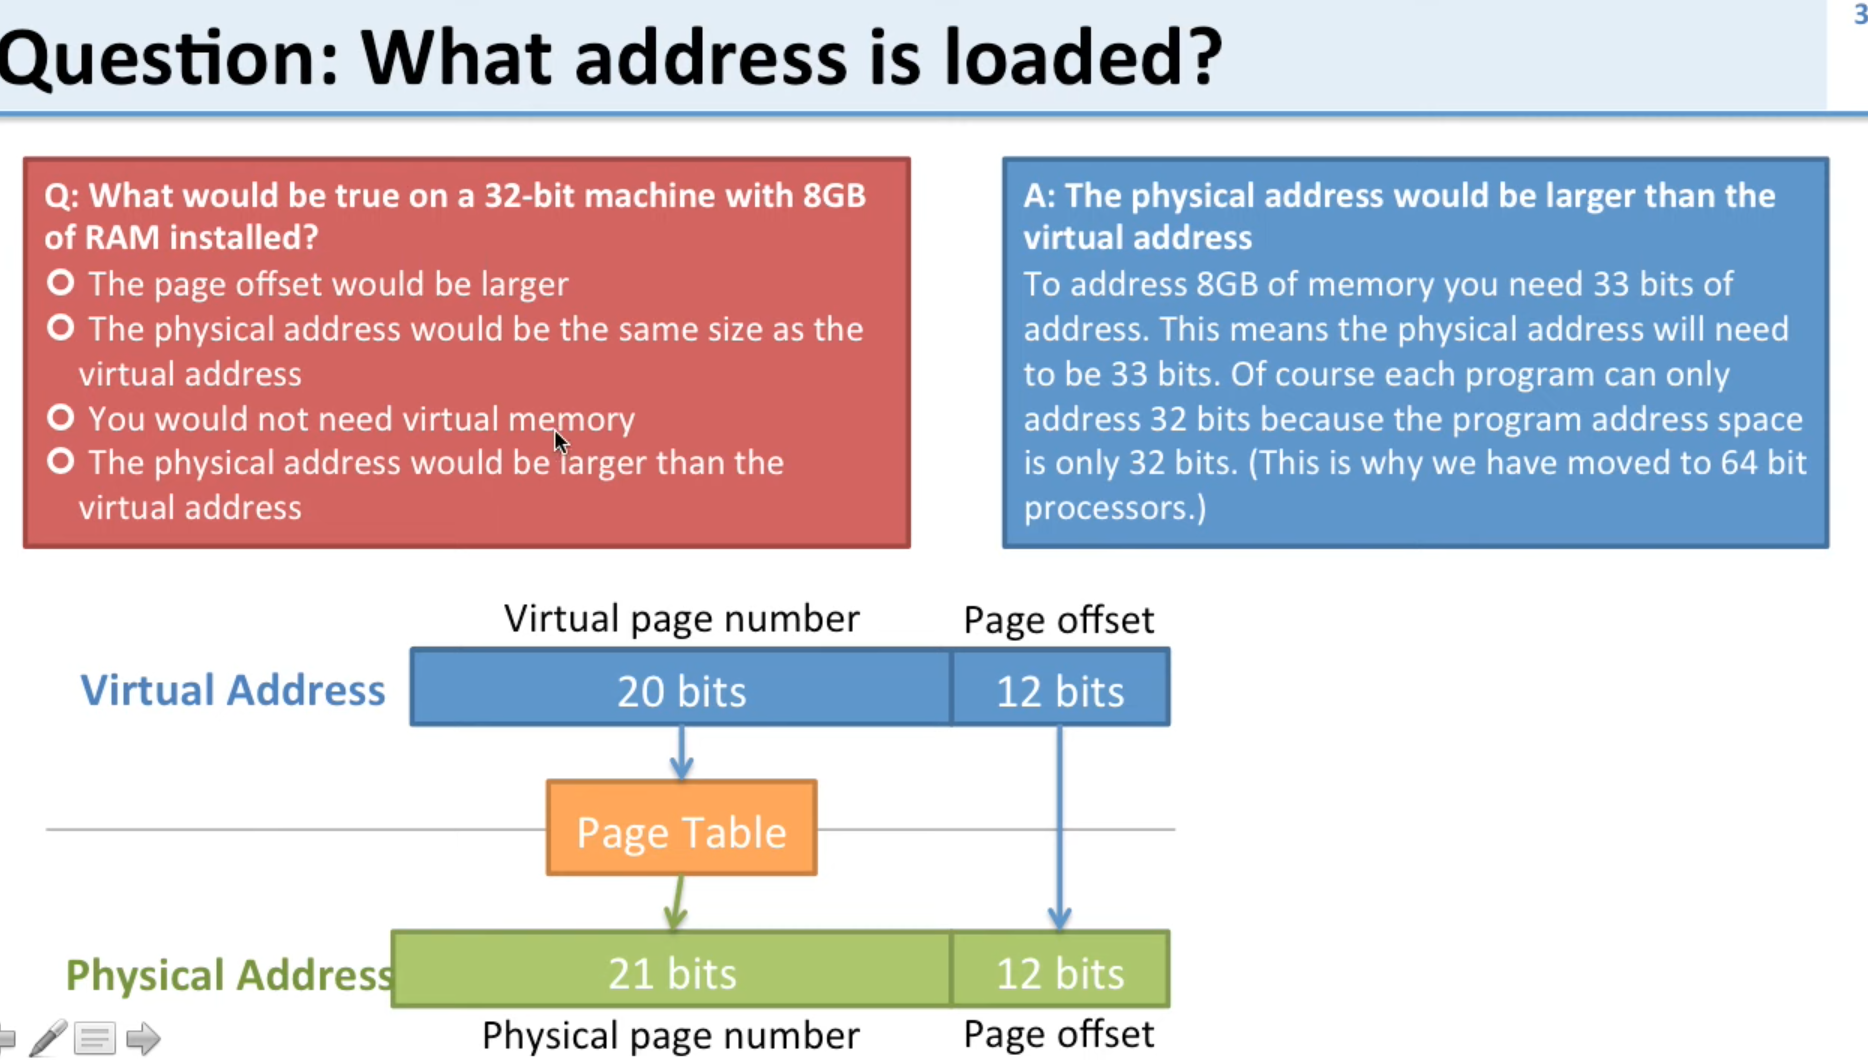 3
Question: What address is loaded?
Q: What would be true on a 32-bit machine with 8GB
of RAM installed?
The page offset would be larger
The physical address would be the same size as the
virtual address
You would not need virtual memory
The physical address would be larger than the
virtual address
A: The physical address would be larger than the
virtual address
To address 8GB of memory you need 33 bits of
address. This means the physical address will need
to be 33 bits. Of course each program can only
address 32 bits because the program address space
is only 32 bits. (This is why we have moved to 64 bit
processors.)
Virtual page number
Page offset
Virtual Address
20 bits
12 bits
Page Table
Physical Address
21 bits
12 bits
Physical page number
Page offset